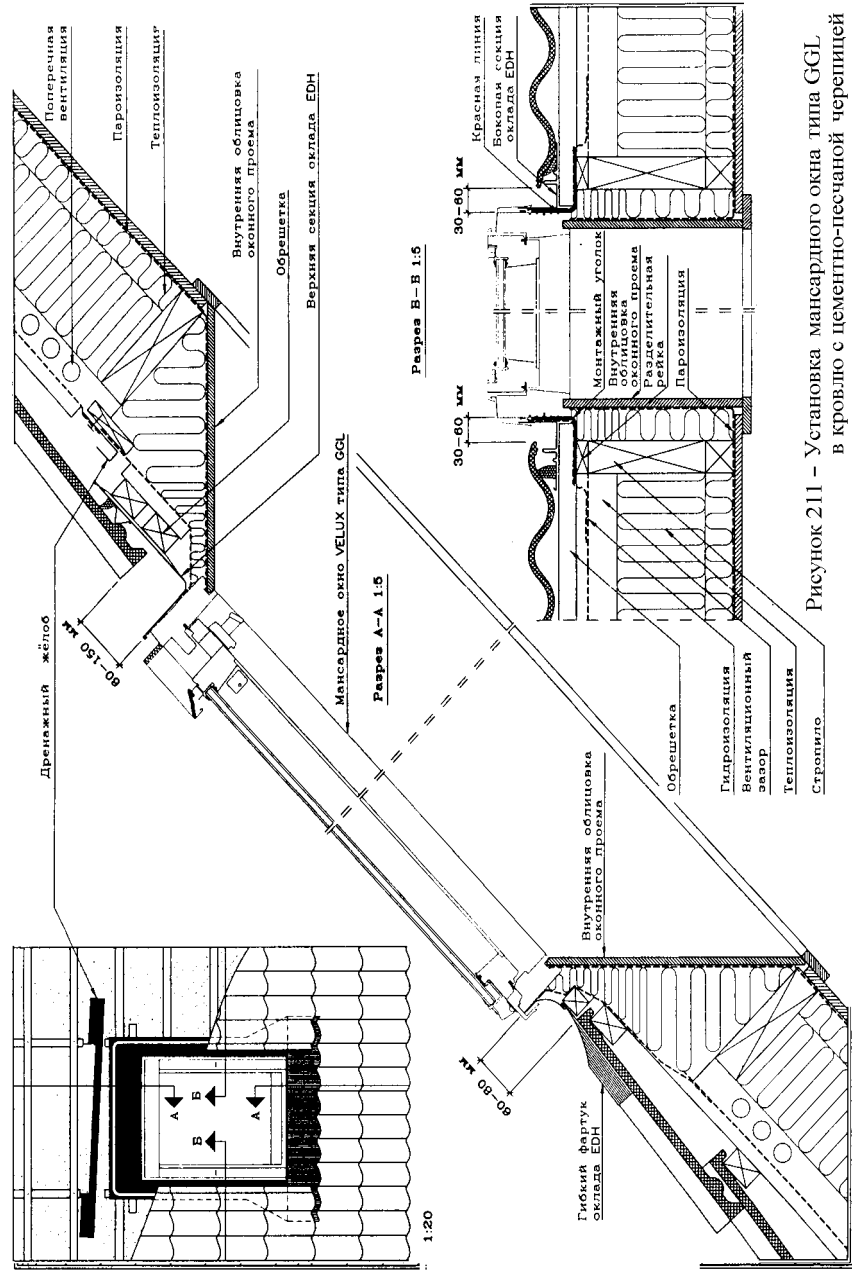 Дренажный жёлоб
Поперечная
вентиляция
Пароизоляция
Теплоизоляция
Внутренняя облицовка
оконного проема
Обрешетка
Верхняя секция оклада EDH
80-150 мм
1:20
А
А
Б
Б
Мансардное окно VELUX типа GGL
Разрез А-А 1:5
60-80 мм
Гибкий фартук
оклада EDH
Внутренняя облицовка
оконного проема
Разрез В-В 1:5
30-60 мм
30-60 мм
Красная линия
Боковая секция
оклада EDH
Монтажный уголок
Внутренняя
облицовка
оконного проема
Разделительная
рейка
Пароизоляция
Обрешетка
Гидроизоляция
Вентиляционный
зазор
Теплоизоляция
Стропило
Рисунок 211 – Установка мансардного окна типа GGL
в кровлю с цементно-песчаной черепицей